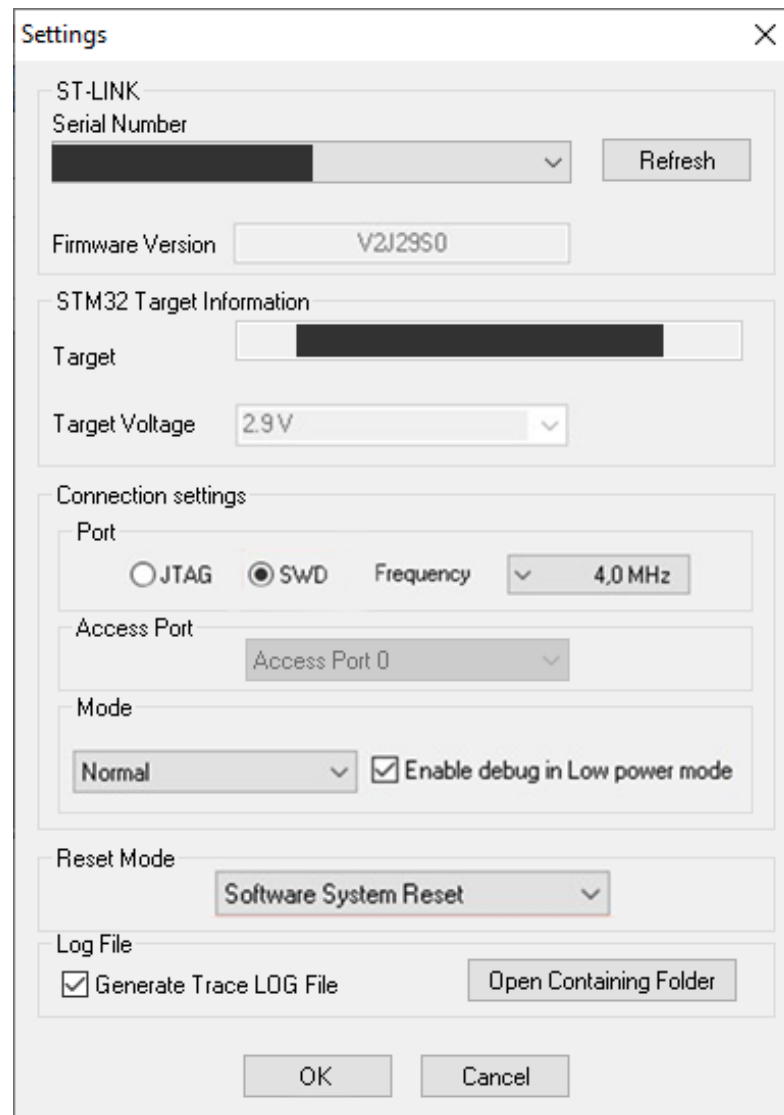 Settings
ST-LINK
Serial Number
Refresh
Firmware Version V2J29S0
STM32 Target Information
Target
Target Voltage 2.9 V
Connection settings
Port
JTAG SWD Frequency 4,0 MHz
Access Port
Access Port 0
Mode
Normal Enable debug in Low power mode
Reset Mode
Software System Reset
Log File
Generate Trace LOG File Open Containing Folder
OK Cancel